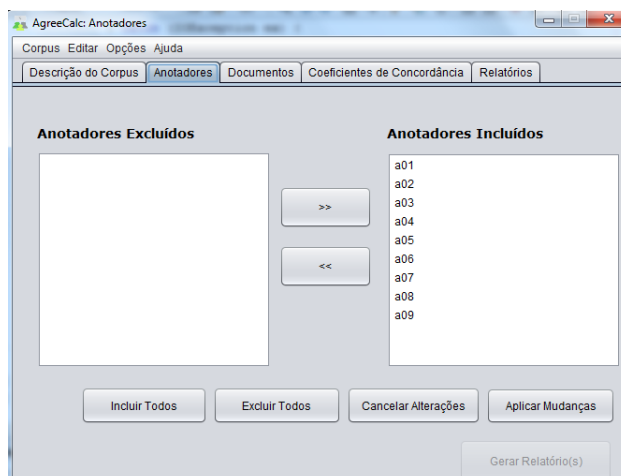 AgreeCalc: Anotadores
Corpus Editar Opções Ajuda
Descrição do Corpus Anotadores Documentos Coeficientes de Concordância Relatórios
Anotadores Excluídos Anotadores Incluídos
a01
a02
a03
a04
a05
a06
a07
a08
a09
>>
<<
Incluir Todos Excluir Todos Cancelar Alterações Aplicar Mudanças
Gerar Relatório(s)